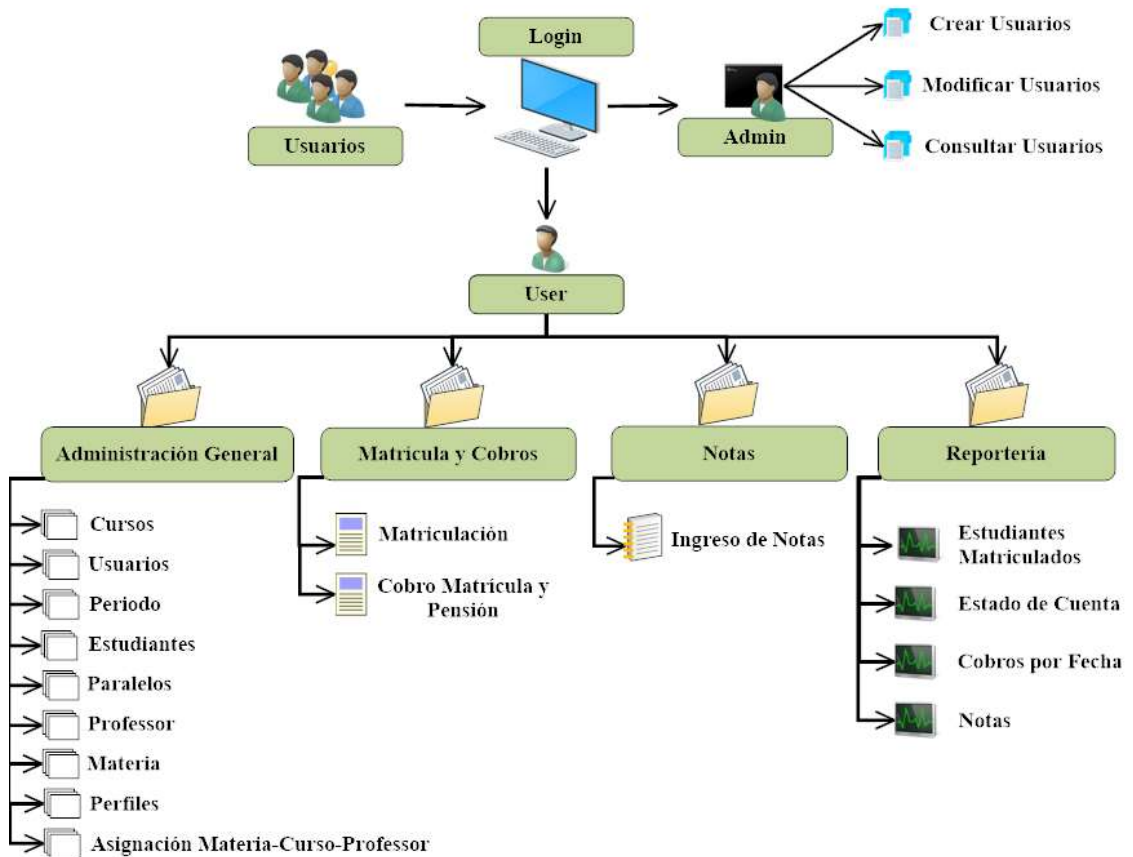 Login
Usuarios
Admin
Crear Usuarios
Modificar Usuarios
Consultar Usuarios
User
Administración General
Cursos
Usuarios
Periodo
Estudiantes
Paralelos
Professor
Materia
Perfiles
Asignación Materia-Curso-Professor
Matrícula y Cobros
Matriculación
Cobro Matrícula y
Pensión
Notas
Ingreso de Notas
Reportería
Estudiantes
Matriculados
Estado de Cuenta
Cobros por Fecha
Notas